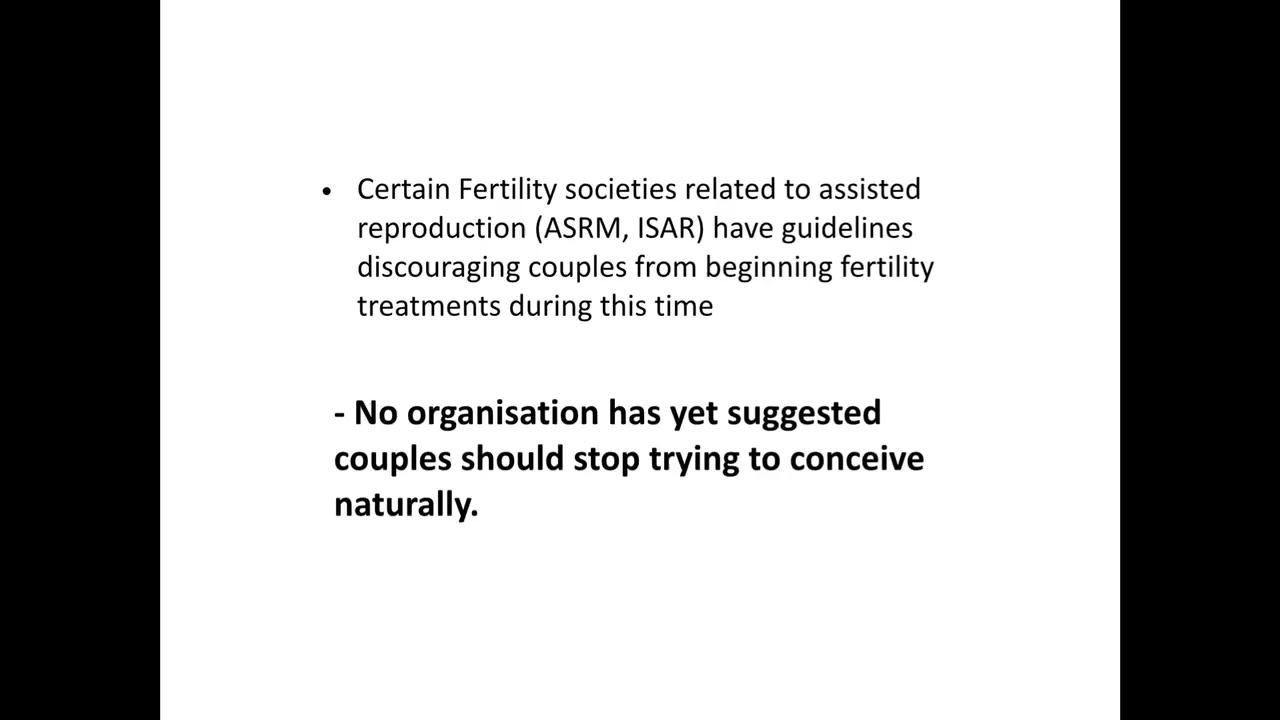 • Certain Fertility societies related to assisted
reproduction (ASRM, ISAR) have guidelines
discouraging couples from beginning fertility
treatments during this time
- No organisation has yet suggested
couples should stop trying to conceive
naturally.